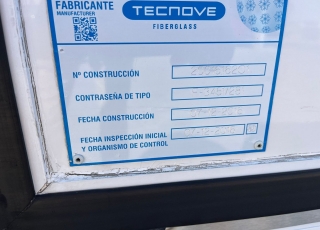 FABRICANTE
MANUFACTURER
TECNOVE
FIBERGLASS
Nº CONSTRUCCIÓN
CONTRASEÑA DE TIPO
FECHA CONSTRUCCIÓN
FECHA INSPECCIÓN INICIAL
Y ORGANISMO DE CONTROL